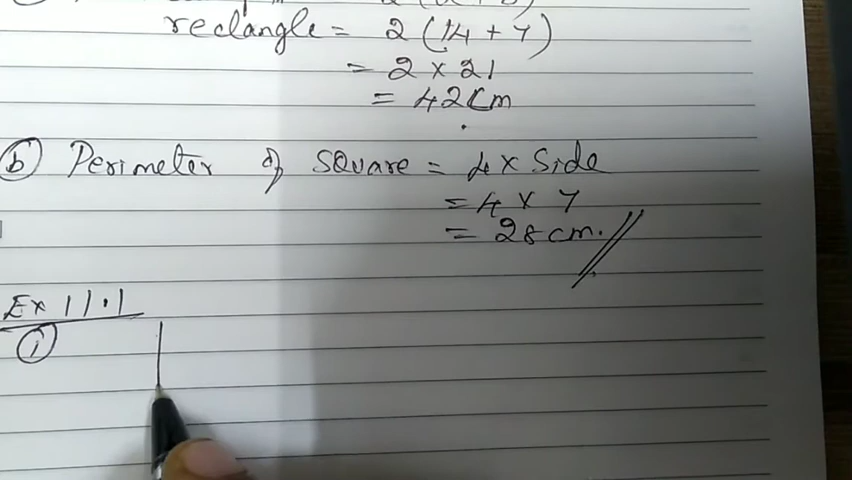 rectangle = 2 (14 + 7)
= 2 × 21
= 42 cm
(b) Perimeter of square = 4 × Side
= 4 × 7
= 28 cm.
Ex 11.1
(i)